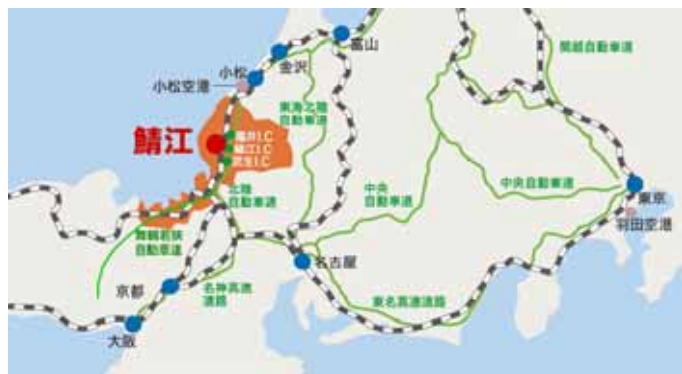 富山
金沢
小松
小松空港
関越自動車道
東海北陸
自動車道
鯖江
福井I.C
鯖江I.C
武生I.C
北陸
自動車道
中央
自動車道
中央自動車道
東京
羽田空港
舞鶴若狭
自動車道
名古屋
京都
名神高速
道路
東名高速道路
大阪